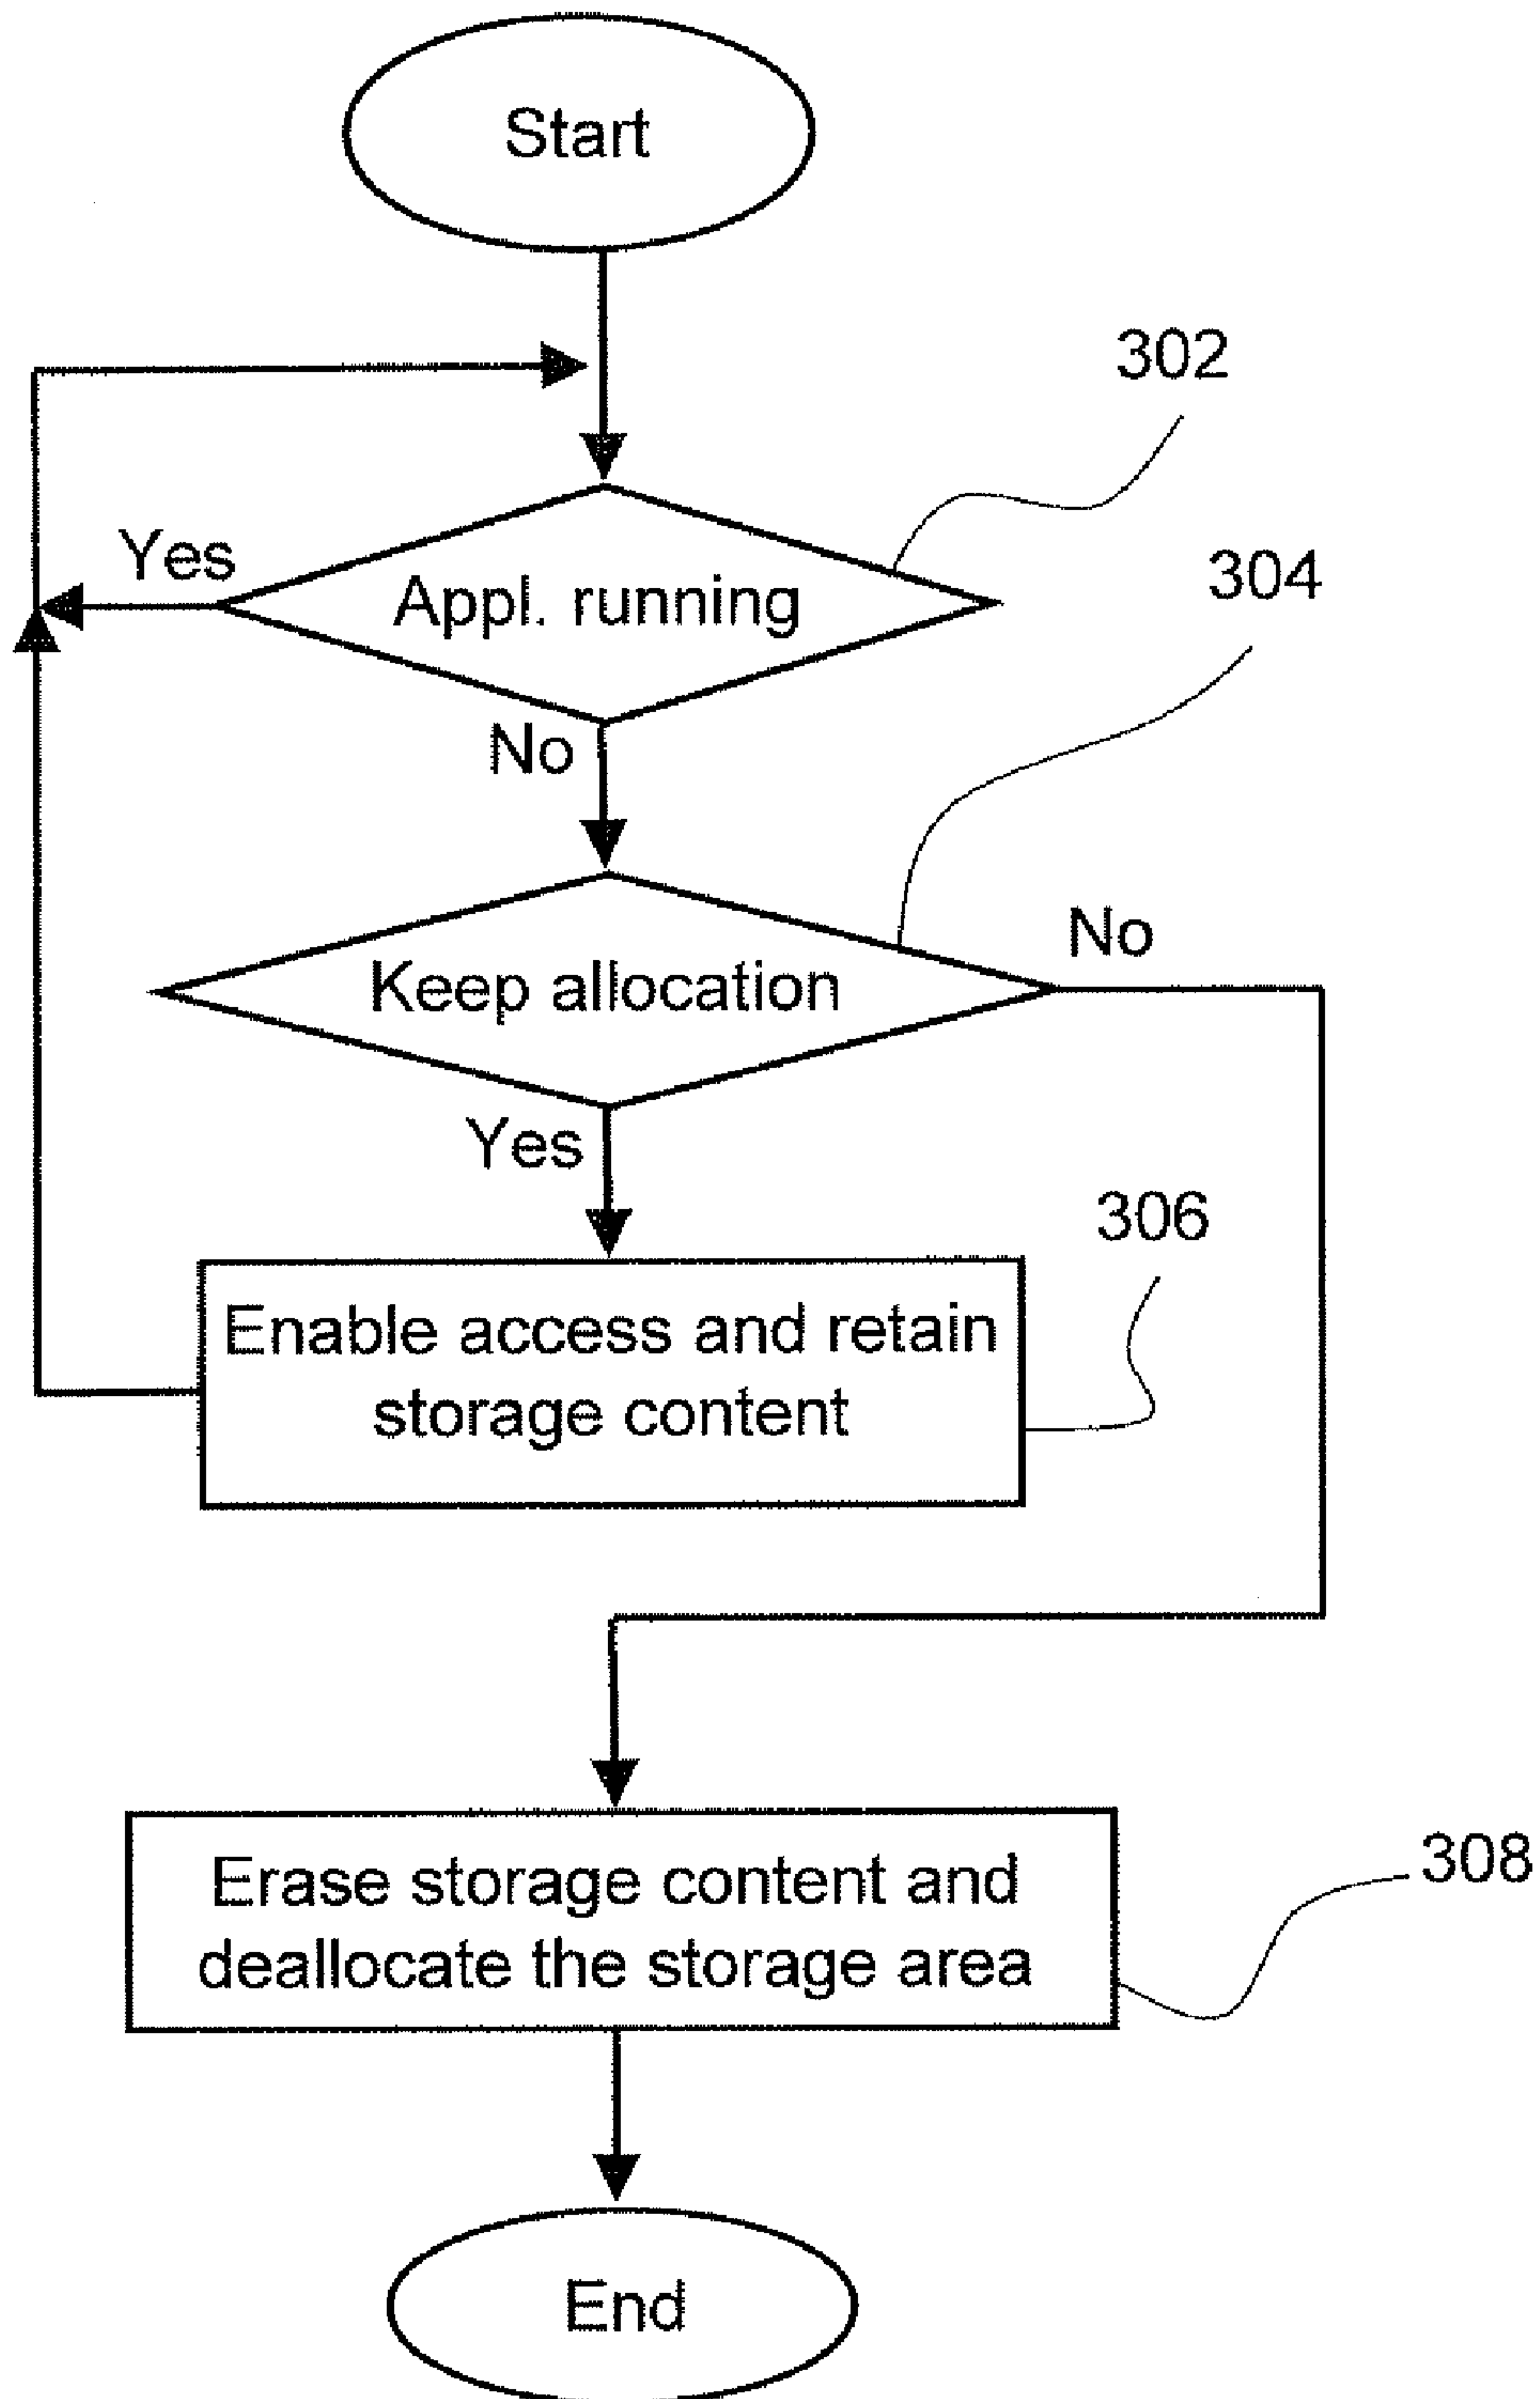 Start
302
Yes
Appl. running
304
No
Keep allocation
No
Yes
306
Enable access and retain
storage content
Erase storage content and
deallocate the storage area
308
End